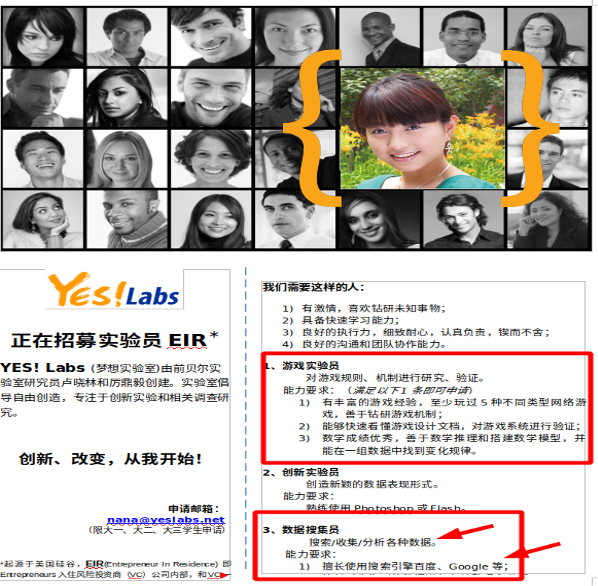 Yes! Labs
正在招募实验员 EIR*
YES! Labs (梦想实验室)由前贝尔实
验室研究员卢晓林和厉鼎毅创建。实验室倡
导自由创造，专注于创新实验和相关调查研
究。
创新、改变，从我开始！
申请邮箱：
nana@yeslabs.net
(限大一、大二、大三学生申请)
*起源于美国硅谷，EIR(Entrepreneur In Residence) 即
Entrepreneurs 入住风险投资商 (VC) 公司内部，和 VC
我们需要这样的人：
1) 有激情，喜欢钻研未知事物；
2) 具备快速学习能力；
3) 良好的执行力，细致耐心，认真负责，锲而不舍；
4) 良好的沟通和团队协作能力。
1、游戏实验员
对游戏规则、机制进行研究、验证。
能力要求：(满足以下1条即可申请)
1) 有丰富的游戏经验，至少玩过 5 种不同类型网络游
戏，善于钻研游戏机制；
2) 能够快速看懂游戏设计文档，对游戏系统进行验证；
3) 数学成绩优秀，善于数学推理和搭建数学模型，并
能在一组数据中找到变化规律。
2、创新实验员
创造新颖的数据表现形式。
能力要求：
熟练使用 Photoshop 或 Flash。
3、数据搜集员
搜索/收集/分析各种数据。
能力要求：
1) 擅长使用搜索引擎百度、Google 等；